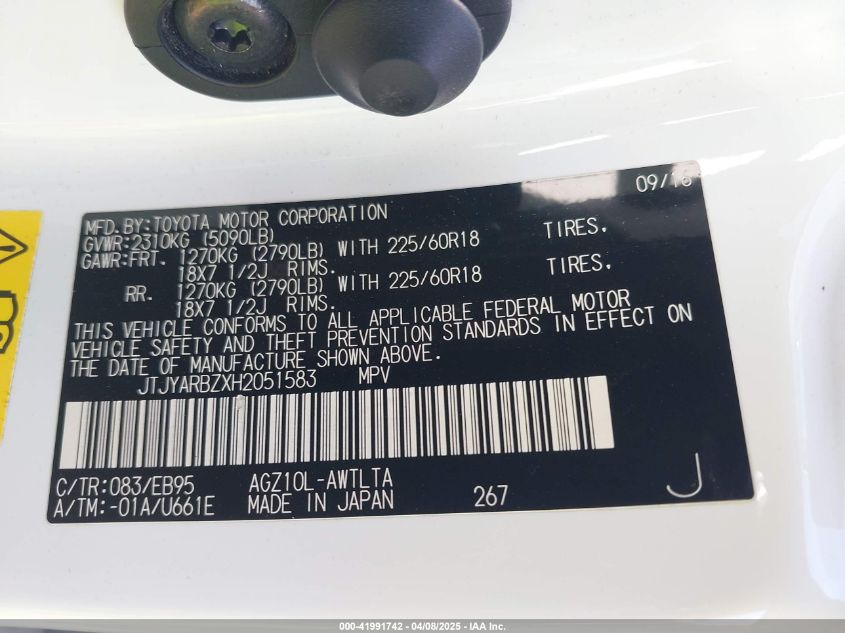 09/16
MFD.BY:TOYOTA MOTOR CORPORATION
GVWR:2310KG (5090LB)
GAWR:FRT. 1270KG (2790LB) WITH 225/60R18 TIRES.
18X7 1/2J RIMS.
RR. 1270KG (2790LB) WITH 225/60R18 TIRES.
18X7 1/2J RIMS.
THIS VEHICLE CONFORMS TO ALL APPLICABLE FEDERAL MOTOR
VEHICLE SAFETY AND THEFT PREVENTION STANDARDS IN EFFECT ON
THE DATE OF MANUFACTURE SHOWN ABOVE.
JTJYARBZXH2051583 MPV
C/TR:083/EB95 AGZ10L-AWTLTA
A/TM:-01A/U661E MADE IN JAPAN 267 J
000-41991742 - 04/08/2025 - IAA Inc.